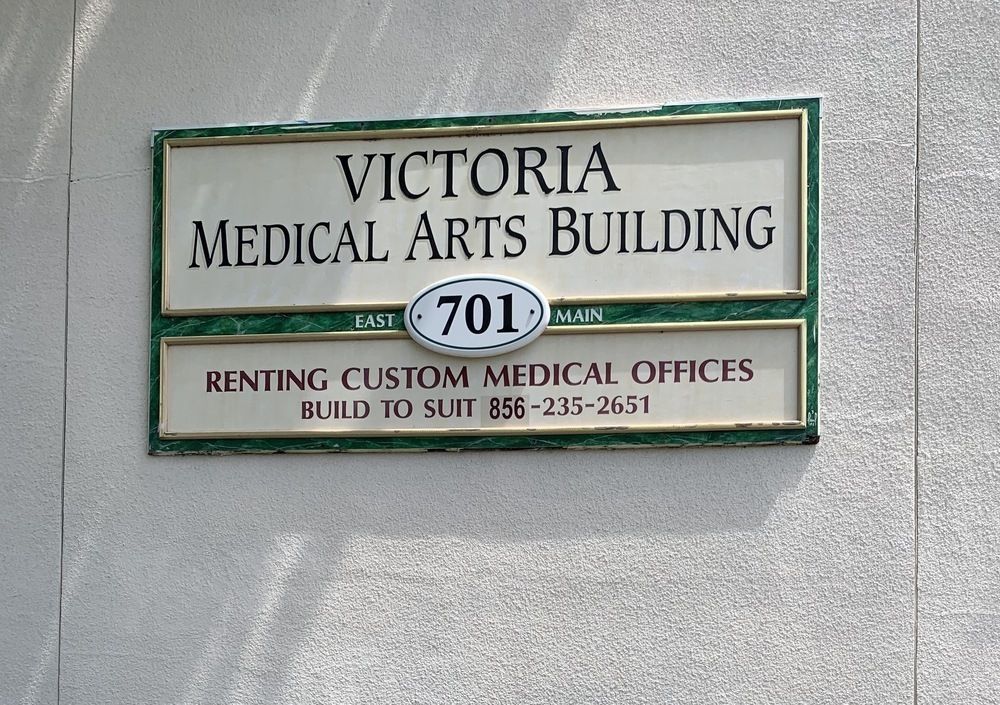 VICTORIA
MEDICAL ARTS BUILDING
EAST 701 MAIN
RENTING CUSTOM MEDICAL OFFICES
BUILD TO SUIT 856-235-2651